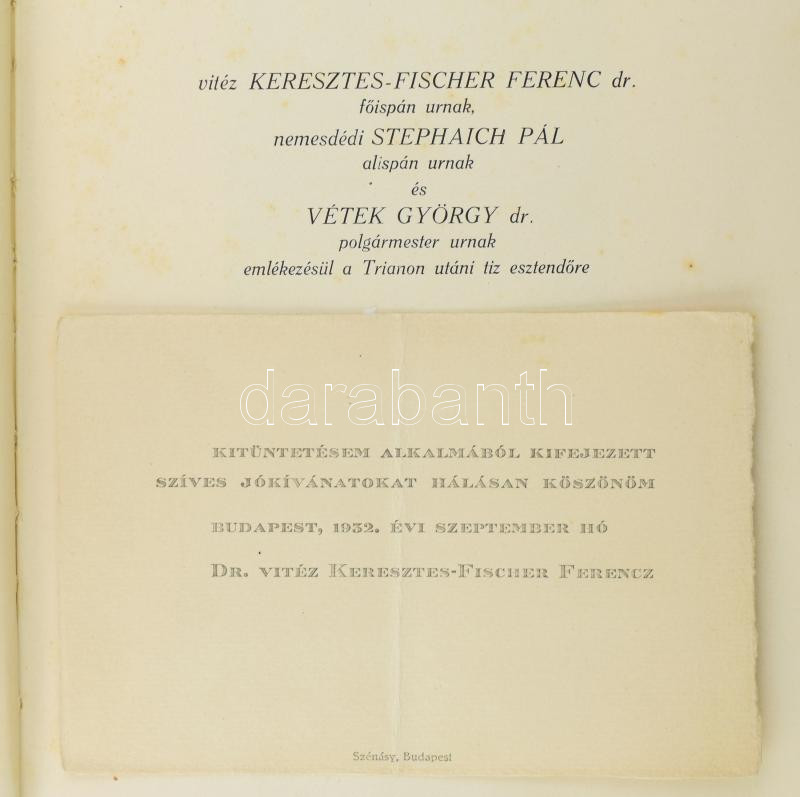 vitéz KERESZTES-FISCHER FERENC dr.
főispán urnak,
nemesdédi STEPHAICH PÁL
alispán urnak
és
VÉTEK GYÖRGY dr.
polgármester urnak
emlékezésül a Trianon utáni tiz esztendőre
darabanth
KITÜNTETÉSEM ALKALMÁBÓL KIFEJEZETT
SZÍVES JÓKÍVÁNATOKAT HÁLÁSAN KÖSZÖNÖM
BUDAPEST, 1932. ÉVI SZEPTEMBER HÓ
DR. VITÉZ KERESZTES-FISCHER FERENCZ
Szénásy, Budapest